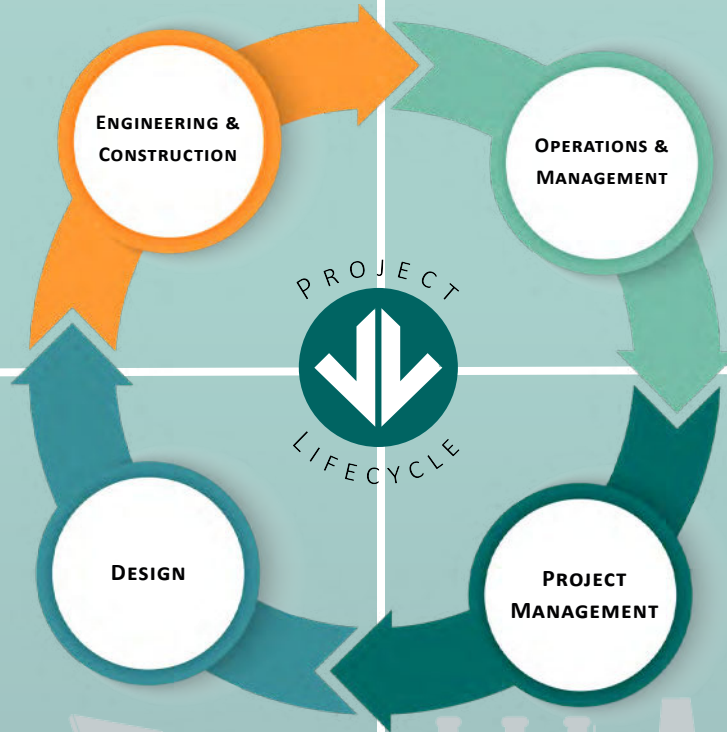 ENGINEERING &
CONSTRUCTION
OPERATIONS &
MANAGEMENT
PROJECT
LIFECYCLE
DESIGN
PROJECT
MANAGEMENT